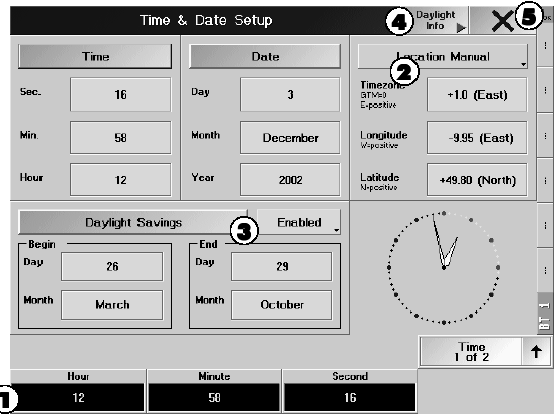 Time & Date Setup
4
Daylight Info
5
Time
Date
Location Manual
2
Sec.
16
Day
3
Timezone
GTM=0
E=positive
+1.0 (East)
Min.
58
Month
December
Longitude
W=positive
-9.95 (East)
Hour
12
Year
2002
Latitude
N=positive
+49.80 (North)
Daylight Savings
3
Enabled
Begin
End
Day
26
Day
29
Month
March
Month
October
Time
1 of 2
Hour
Minute
Second
1
12
58
16